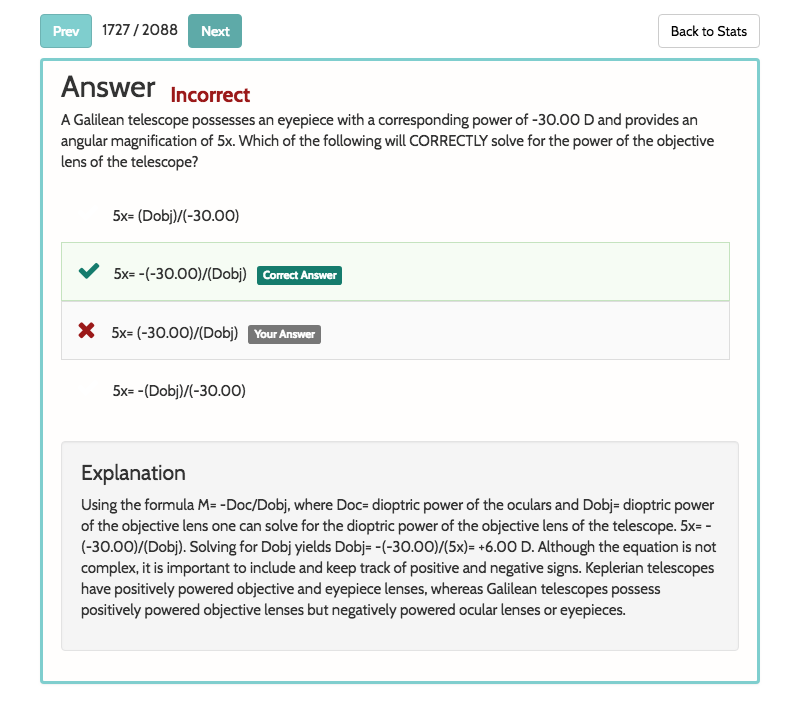 Prev 1727 / 2088 Next Back to Stats
Answer Incorrect
A Galilean telescope possesses an eyepiece with a corresponding power of -30.00 D and provides an
angular magnification of 5x. Which of the following will CORRECTLY solve for the power of the objective
lens of the telescope?
5x= (Dobj)/(-30.00)
5x= -(-30.00)/(Dobj) Correct Answer
5x= (-30.00)/(Dobj) Your Answer
5x= -(Dobj)/(-30.00)
Explanation
Using the formula M= -Doc/Dobj, where Doc= dioptric power of the oculars and Dobj= dioptric power
of the objective lens one can solve for the dioptric power of the objective lens of the telescope. 5x= -
(-30.00)/(Dobj). Solving for Dobj yields Dobj= -(-30.00)/(5x)= +6.00 D. Although the equation is not
complex, it is important to include and keep track of positive and negative signs. Keplerian telescopes
have positively powered objective and eyepiece lenses, whereas Galilean telescopes possess
positively powered objective lenses but negatively powered ocular lenses or eyepieces.